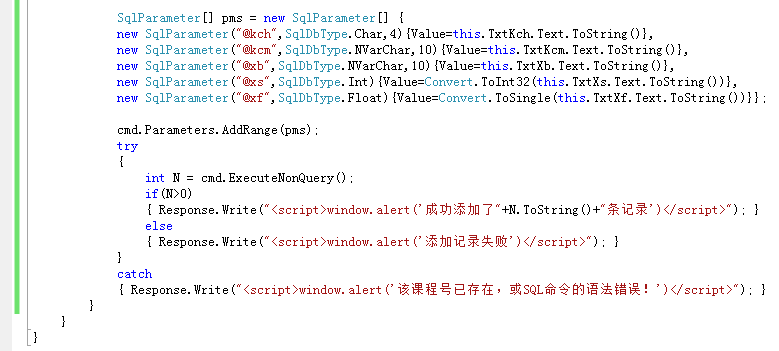 SqlParameter[] pms = new SqlParameter[] {
new SqlParameter("@kch",SqlDbType.Char,4){Value=this.TxtKch.Text.ToString()},
new SqlParameter("@kcm",SqlDbType.NVarChar,10){Value=this.TxtKcm.Text.ToString()},
new SqlParameter("@xb",SqlDbType.NVarChar,10){Value=this.TxtXb.Text.ToString()},
new SqlParameter("@xs",SqlDbType.Int){Value=Convert.ToInt32(this.TxtXs.Text.ToString())},
new SqlParameter("@xf",SqlDbType.Float){Value=Convert.ToSingle(this.TxtXf.Text.ToString())}};
cmd.Parameters.AddRange(pms);
try
{
int N = cmd.ExecuteNonQuery();
if(N>0)
{ Response.Write("<script>window.alert('成功添加了"+N.ToString()+"条记录')</script>"); }
else
{ Response.Write("<script>window.alert('添加记录失败')</script>"); }
}
catch
{ Response.Write("<script>window.alert('该课程号已存在，或SQL命令的语法错误！')</script>"); }
}
}
}